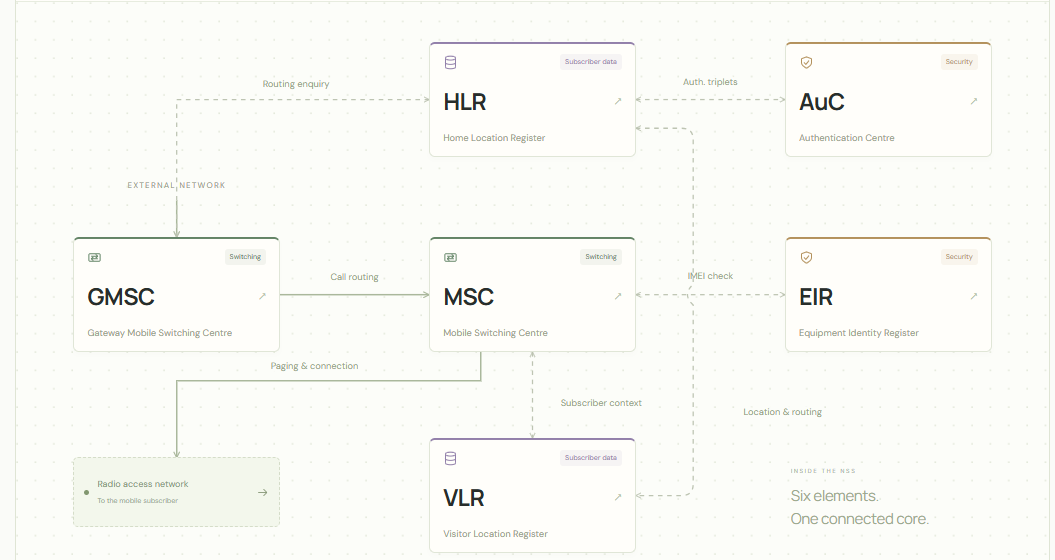 Subscriber data
Security
Routing enquiry
HLR
Auth. triplets
AuC
Home Location Register
Authentication Centre
EXTERNAL NETWORK
Switching
Switching
Security
Call routing
IMEI check
GMSC
MSC
EIR
Gateway Mobile Switching Centre
Mobile Switching Centre
Equipment Identity Register
Paging & connection
Subscriber context
Location & routing
Subscriber data
INSIDE THE NSS
Radio access network
To the mobile subscriber
VLR
Six elements.
One connected core.
Visitor Location Register